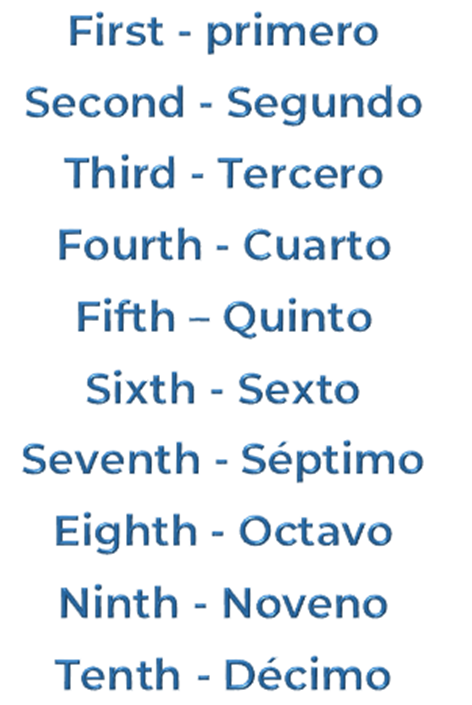 First - primero
Second - Segundo
Third - Tercero
Fourth - Cuarto
Fifth – Quinto
Sixth - Sexto
Seventh - Séptimo
Eighth - Octavo
Ninth - Noveno
Tenth - Décimo